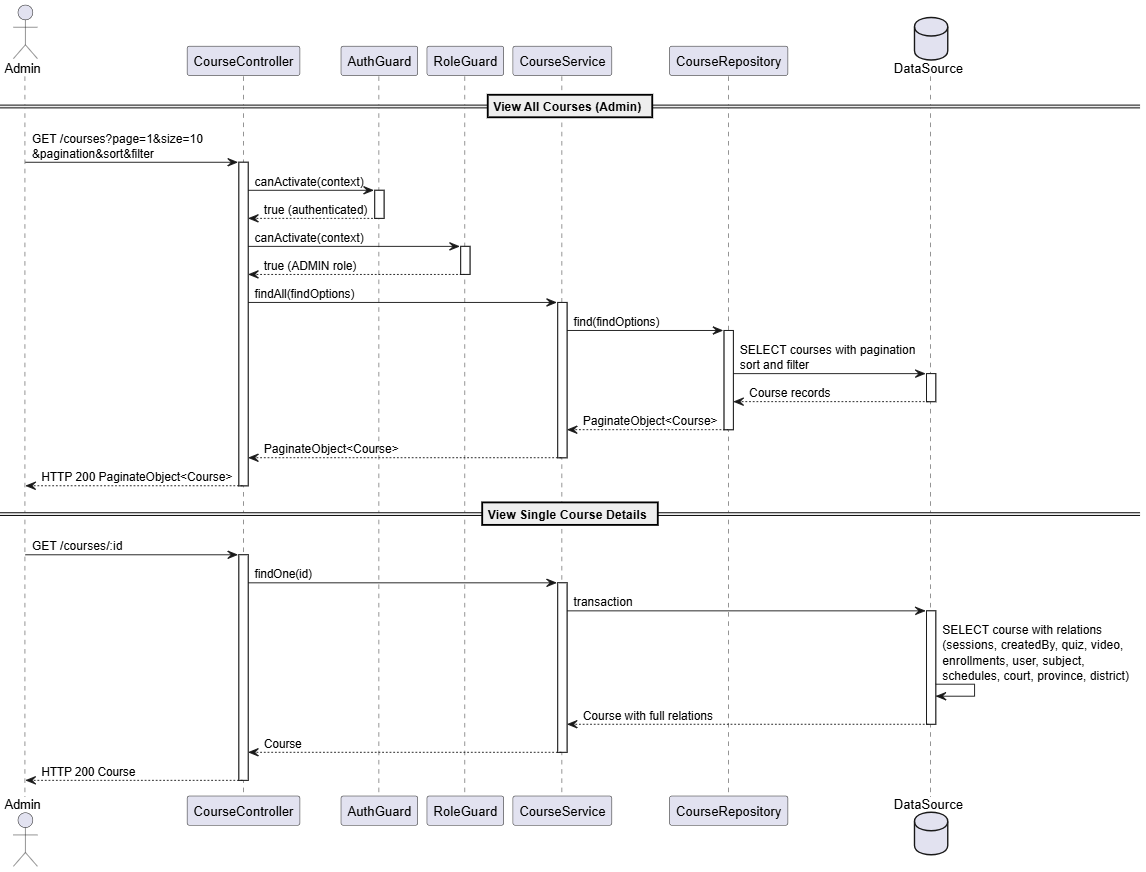 Admin
CourseController
AuthGuard
RoleGuard
CourseService
CourseRepository
DataSource
View All Courses (Admin)
GET /courses?page=1&size=10
&pagination&sort&filter
canActivate(context)
true (authenticated)
canActivate(context)
true (ADMIN role)
findAll(findOptions)
find(findOptions)
SELECT courses with pagination
sort and filter
Course records
PaginateObject<Course>
PaginateObject<Course>
HTTP 200 PaginateObject<Course>
View Single Course Details
GET /courses/:id
findOne(id)
transaction
SELECT course with relations
(sessions, createdBy, quiz, video,
enrollments, user, subject,
schedules, court, province, district)
Course with full relations
Course
HTTP 200 Course
Admin
CourseController
AuthGuard
RoleGuard
CourseService
CourseRepository
DataSource